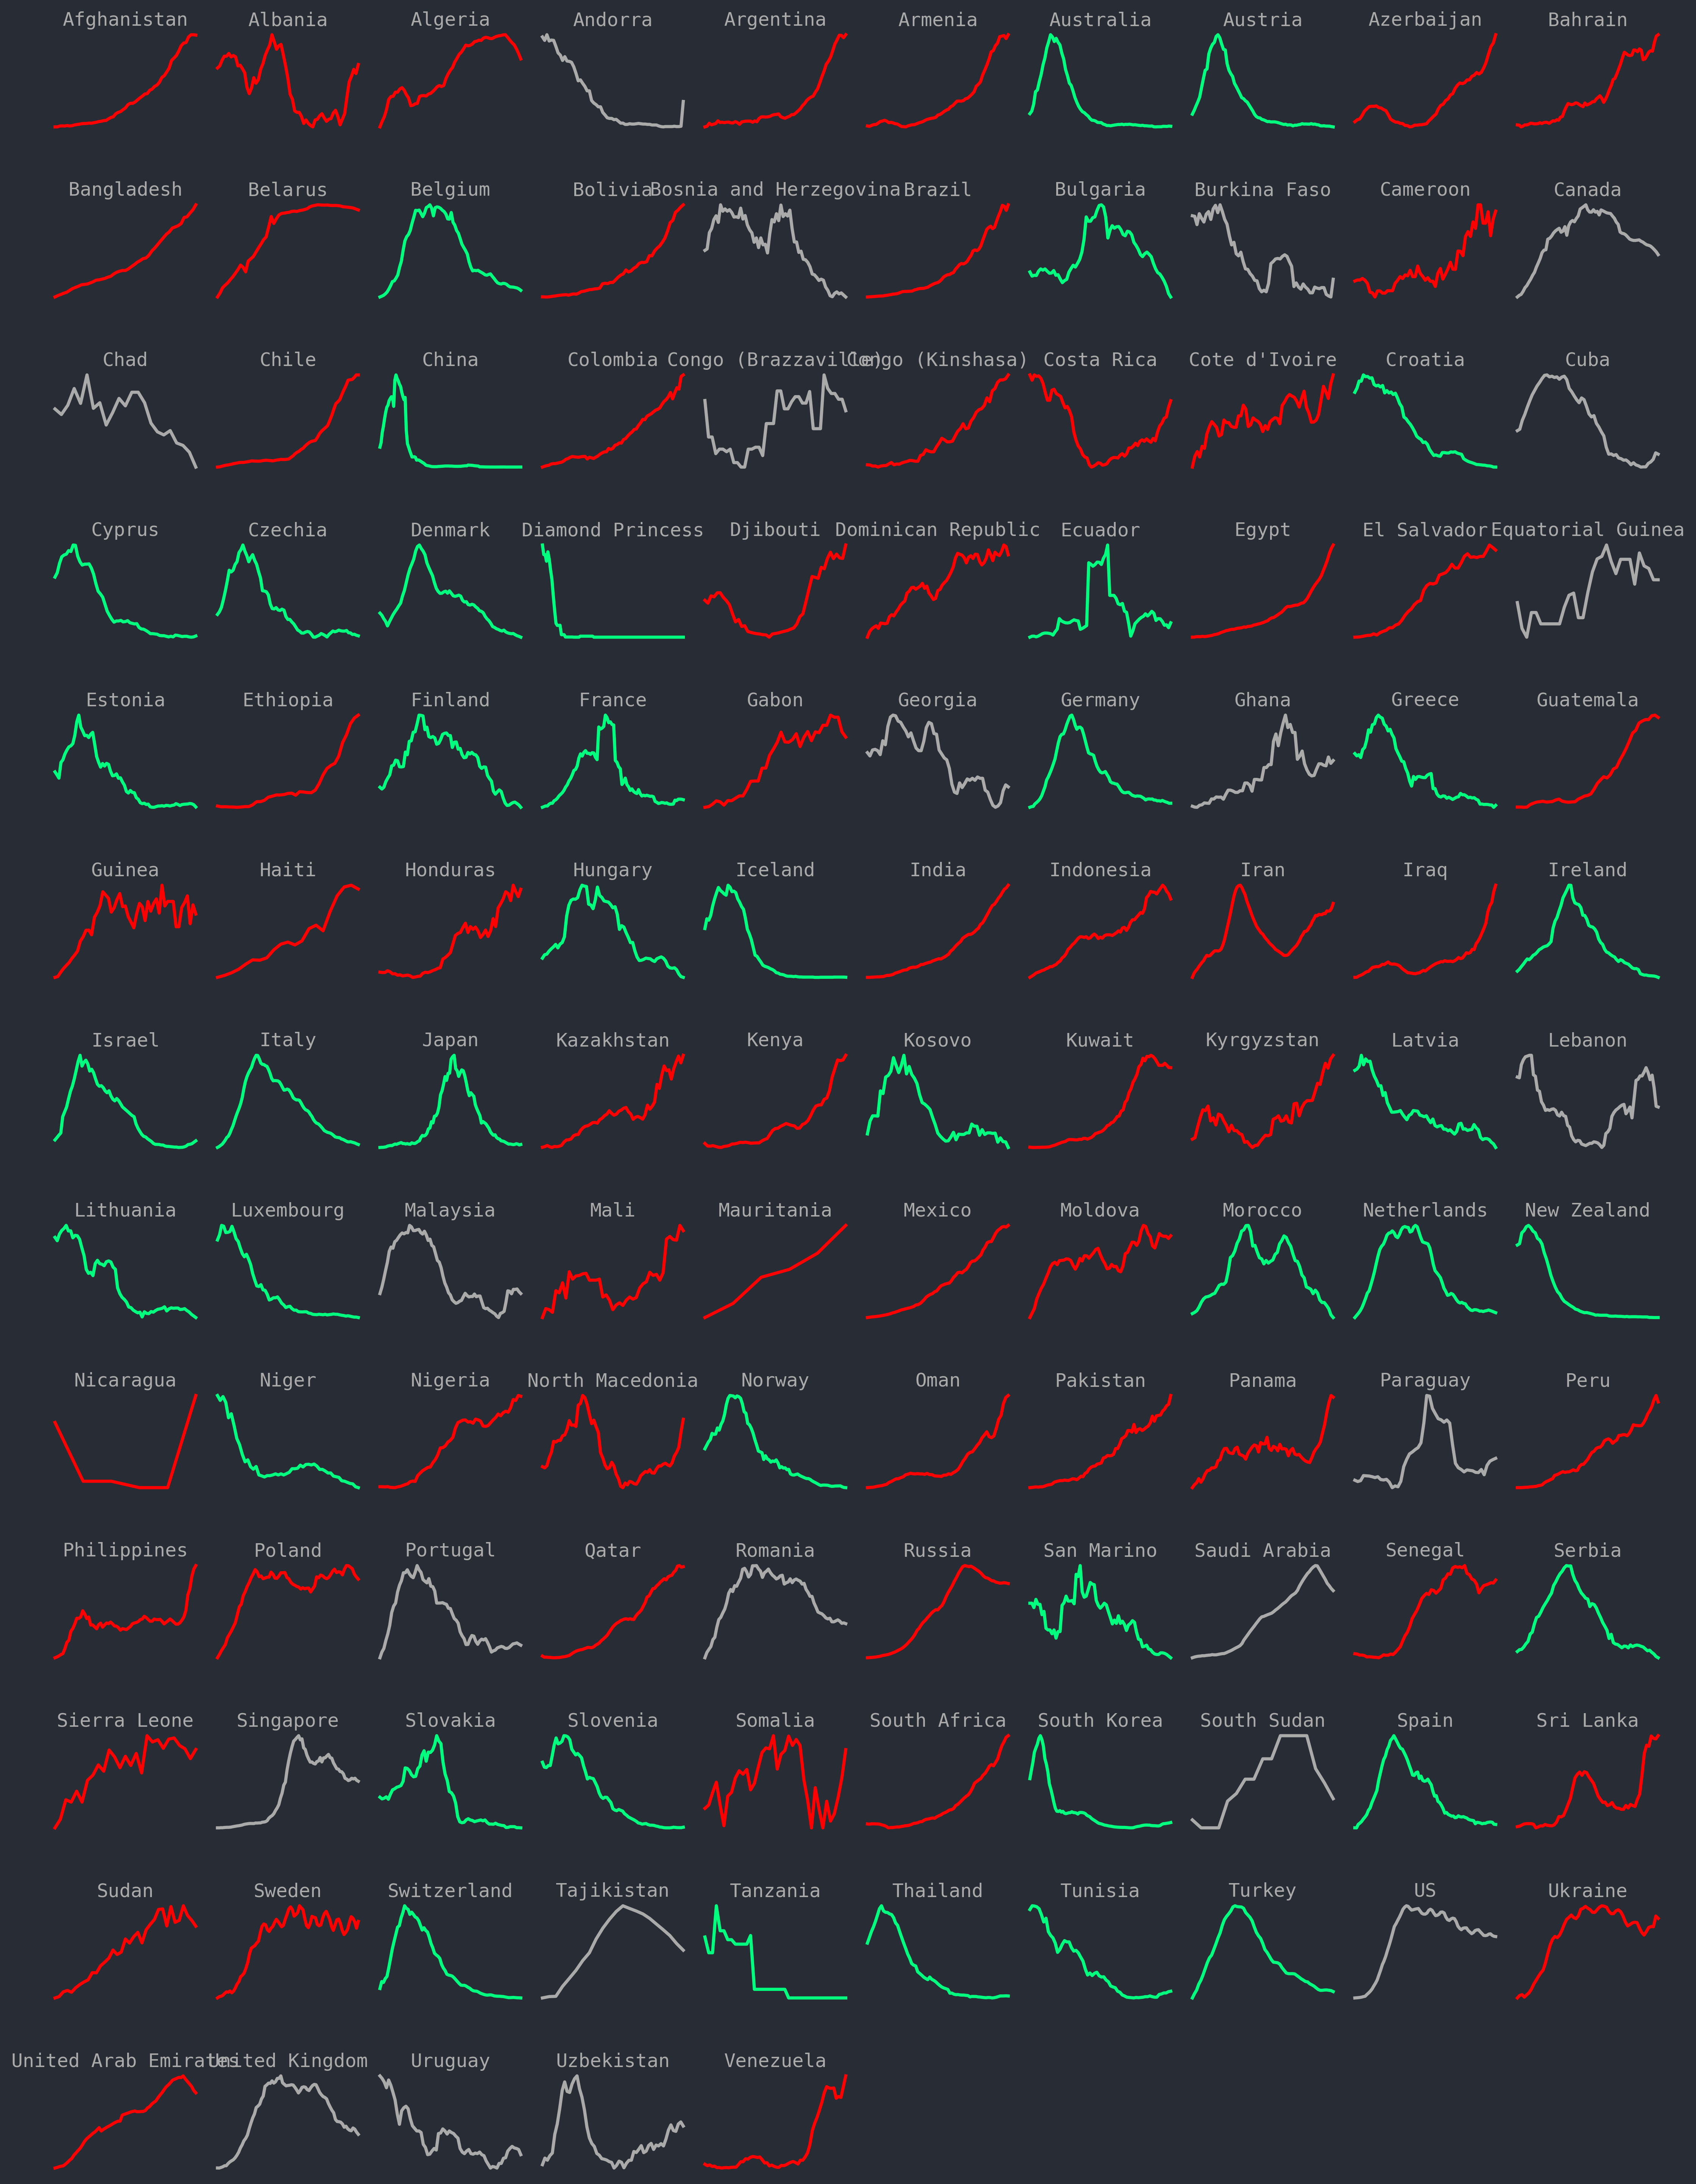 Afghanistan Albania Algeria Andorra Argentina Armenia Australia Austria Azerbaijan Bahrain
Bangladesh Belarus Belgium Bolivia Bosnia and Herzegovina Brazil Bulgaria Burkina Faso Cameroon Canada
Chad Chile China Colombia Congo (Brazzaville) Congo (Kinshasa) Costa Rica Cote d'Ivoire Croatia Cuba
Cyprus Czechia Denmark Diamond Princess Djibouti Dominican Republic Ecuador Egypt El Salvador Equatorial Guinea
Estonia Ethiopia Finland France Gabon Georgia Germany Ghana Greece Guatemala
Guinea Haiti Honduras Hungary Iceland India Indonesia Iran Iraq Ireland
Israel Italy Japan Kazakhstan Kenya Kosovo Kuwait Kyrgyzstan Latvia Lebanon
Lithuania Luxembourg Malaysia Mali Mauritania Mexico Moldova Morocco Netherlands New Zealand
Nicaragua Niger Nigeria North Macedonia Norway Oman Pakistan Panama Paraguay Peru
Philippines Poland Portugal Qatar Romania Russia San Marino Saudi Arabia Senegal Serbia
Sierra Leone Singapore Slovakia Slovenia Somalia South Africa South Korea South Sudan Spain Sri Lanka
Sudan Sweden Switzerland Tajikistan Tanzania Thailand Tunisia Turkey US Ukraine
United Arab Emirates United Kingdom Uruguay Uzbekistan Venezuela